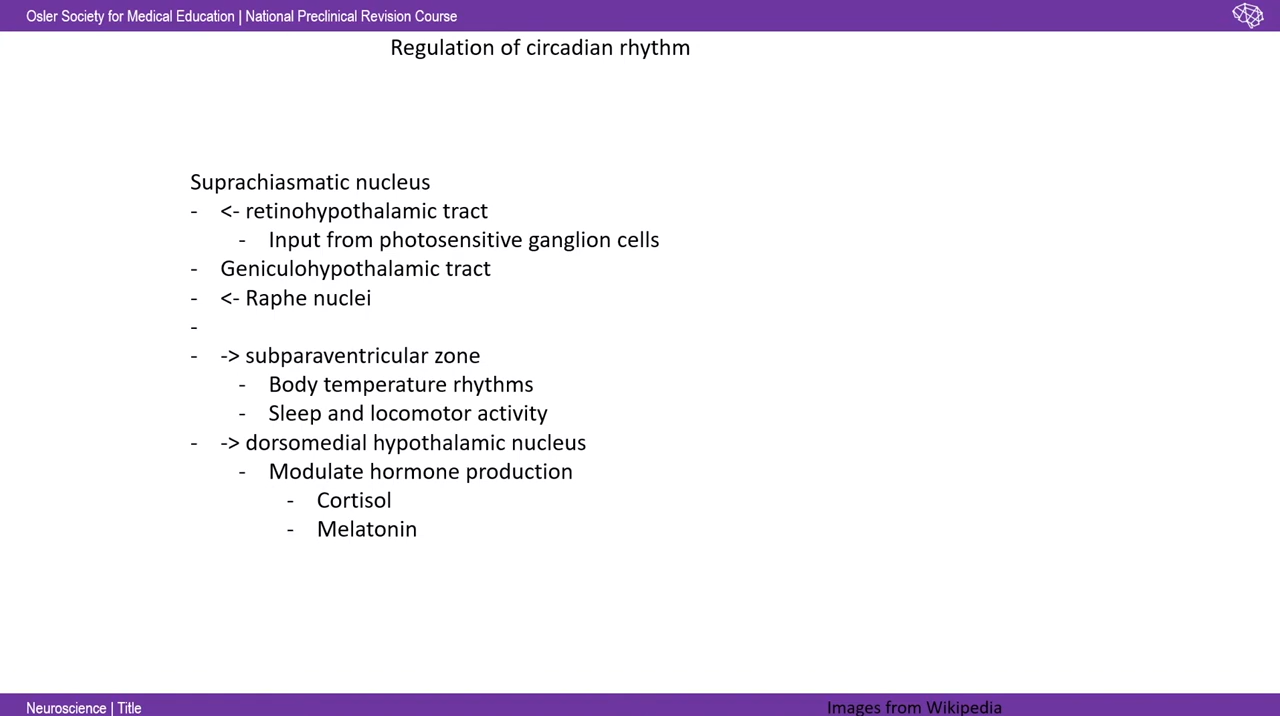 Osler Society for Medical Education | National Preclinical Revision Course
Regulation of circadian rhythm
Suprachiasmatic nucleus
- <- retinohypothalamic tract
- Input from photosensitive ganglion cells
- Geniculohypothalamic tract
- <- Raphe nuclei
-
- -> subparaventricular zone
- Body temperature rhythms
- Sleep and locomotor activity
- -> dorsomedial hypothalamic nucleus
- Modulate hormone production
- Cortisol
- Melatonin
Neuroscience | Title
Images from Wikipedia